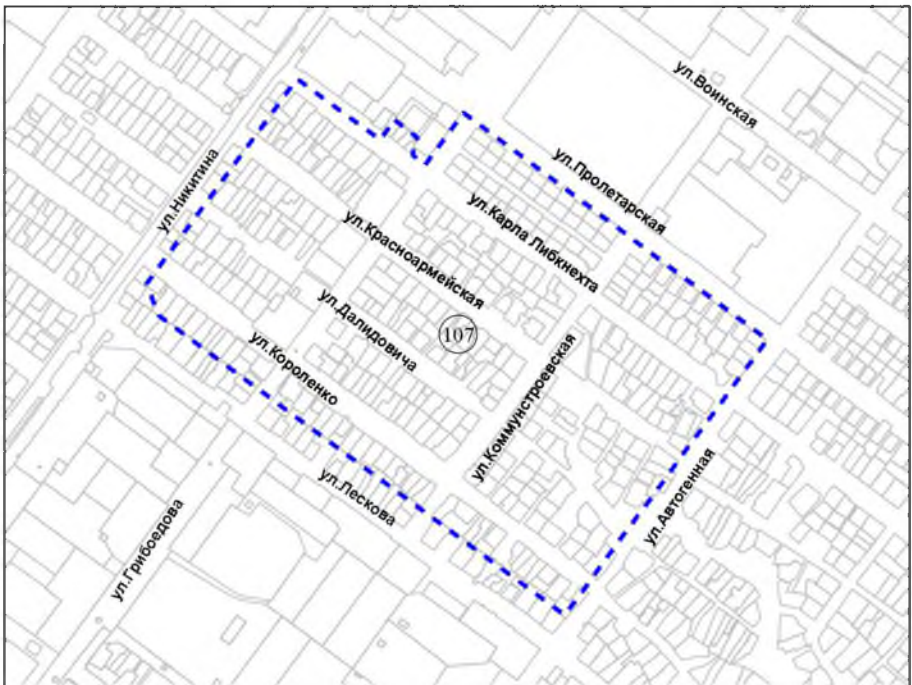 ул.Воинская
ул.Пролетарская
ул.Никитина
ул.Карла Либкнехта
ул.Красноармейская
ул.Далидовича
107
ул.Короленко
ул.Коммунстроевская
ул.Лескова
ул.Автогенная
ул.Грибоедова